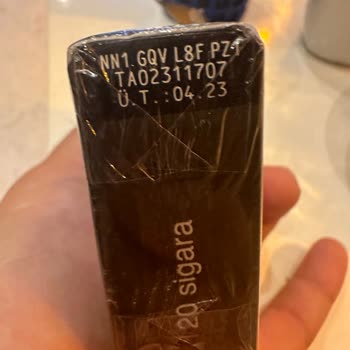 NN1 GQV L8F PZ1
TA02311707
Ü.T.:04.23
20 sigara